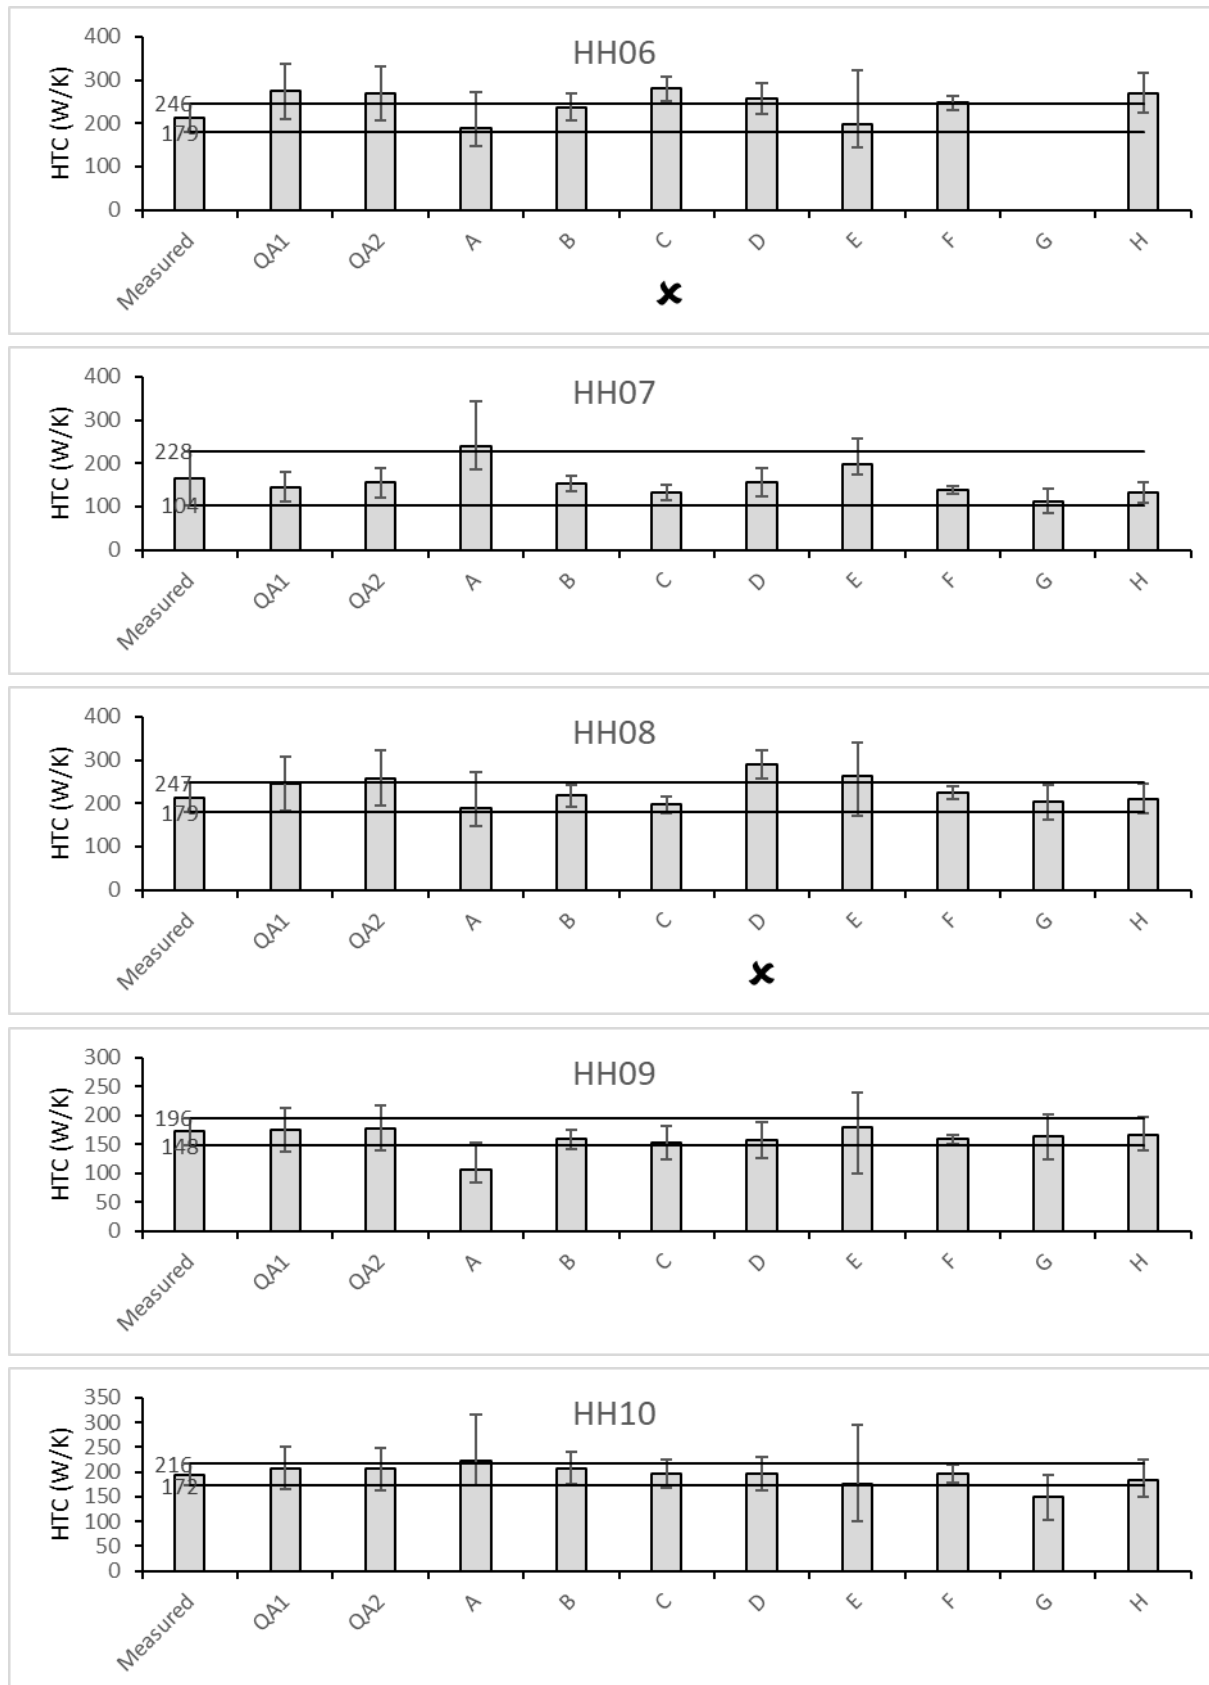 HH06
HTC (W/K)
400
300
200
100
0
246
179
Measured QA1 QA2 A B C D E F G H
✘
HH07
HTC (W/K)
400
300
200
100
0
228
104
Measured QA1 QA2 A B C D E F G H
HH08
HTC (W/K)
400
300
200
100
0
247
179
Measured QA1 QA2 A B C D E F G H
✘
HH09
HTC (W/K)
300
250
200
150
100
50
0
196
148
Measured QA1 QA2 A B C D E F G H
HH10
HTC (W/K)
350
300
250
200
150
100
50
0
216
172
Measured QA1 QA2 A B C D E F G H